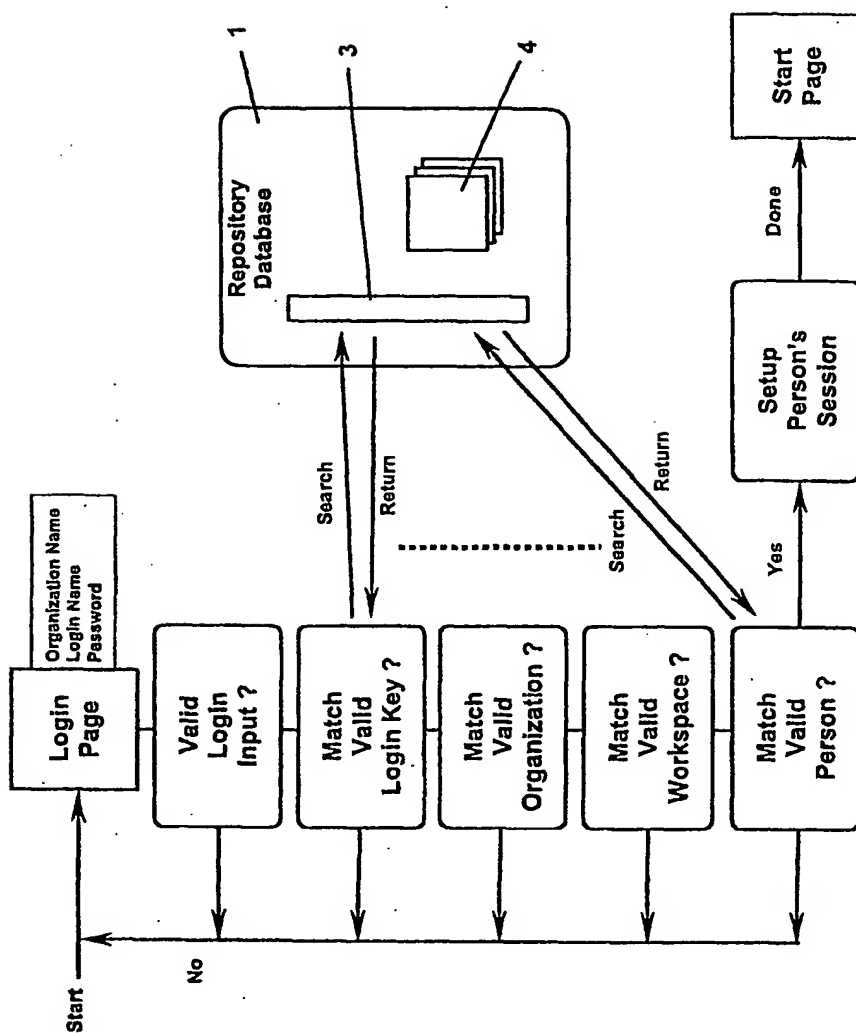 Start
Login
Page
Organization Name
Login Name
Password
No
Valid
Login
Input ?
Match
Valid
Login Key ?
Match
Valid
Organization ?
Match
Valid
Workspace ?
Match
Valid
Person ?
Search
Return
Search
Return
Repository
Database
1
3
4
Yes
Setup
Person's
Session
Done
Start
Page